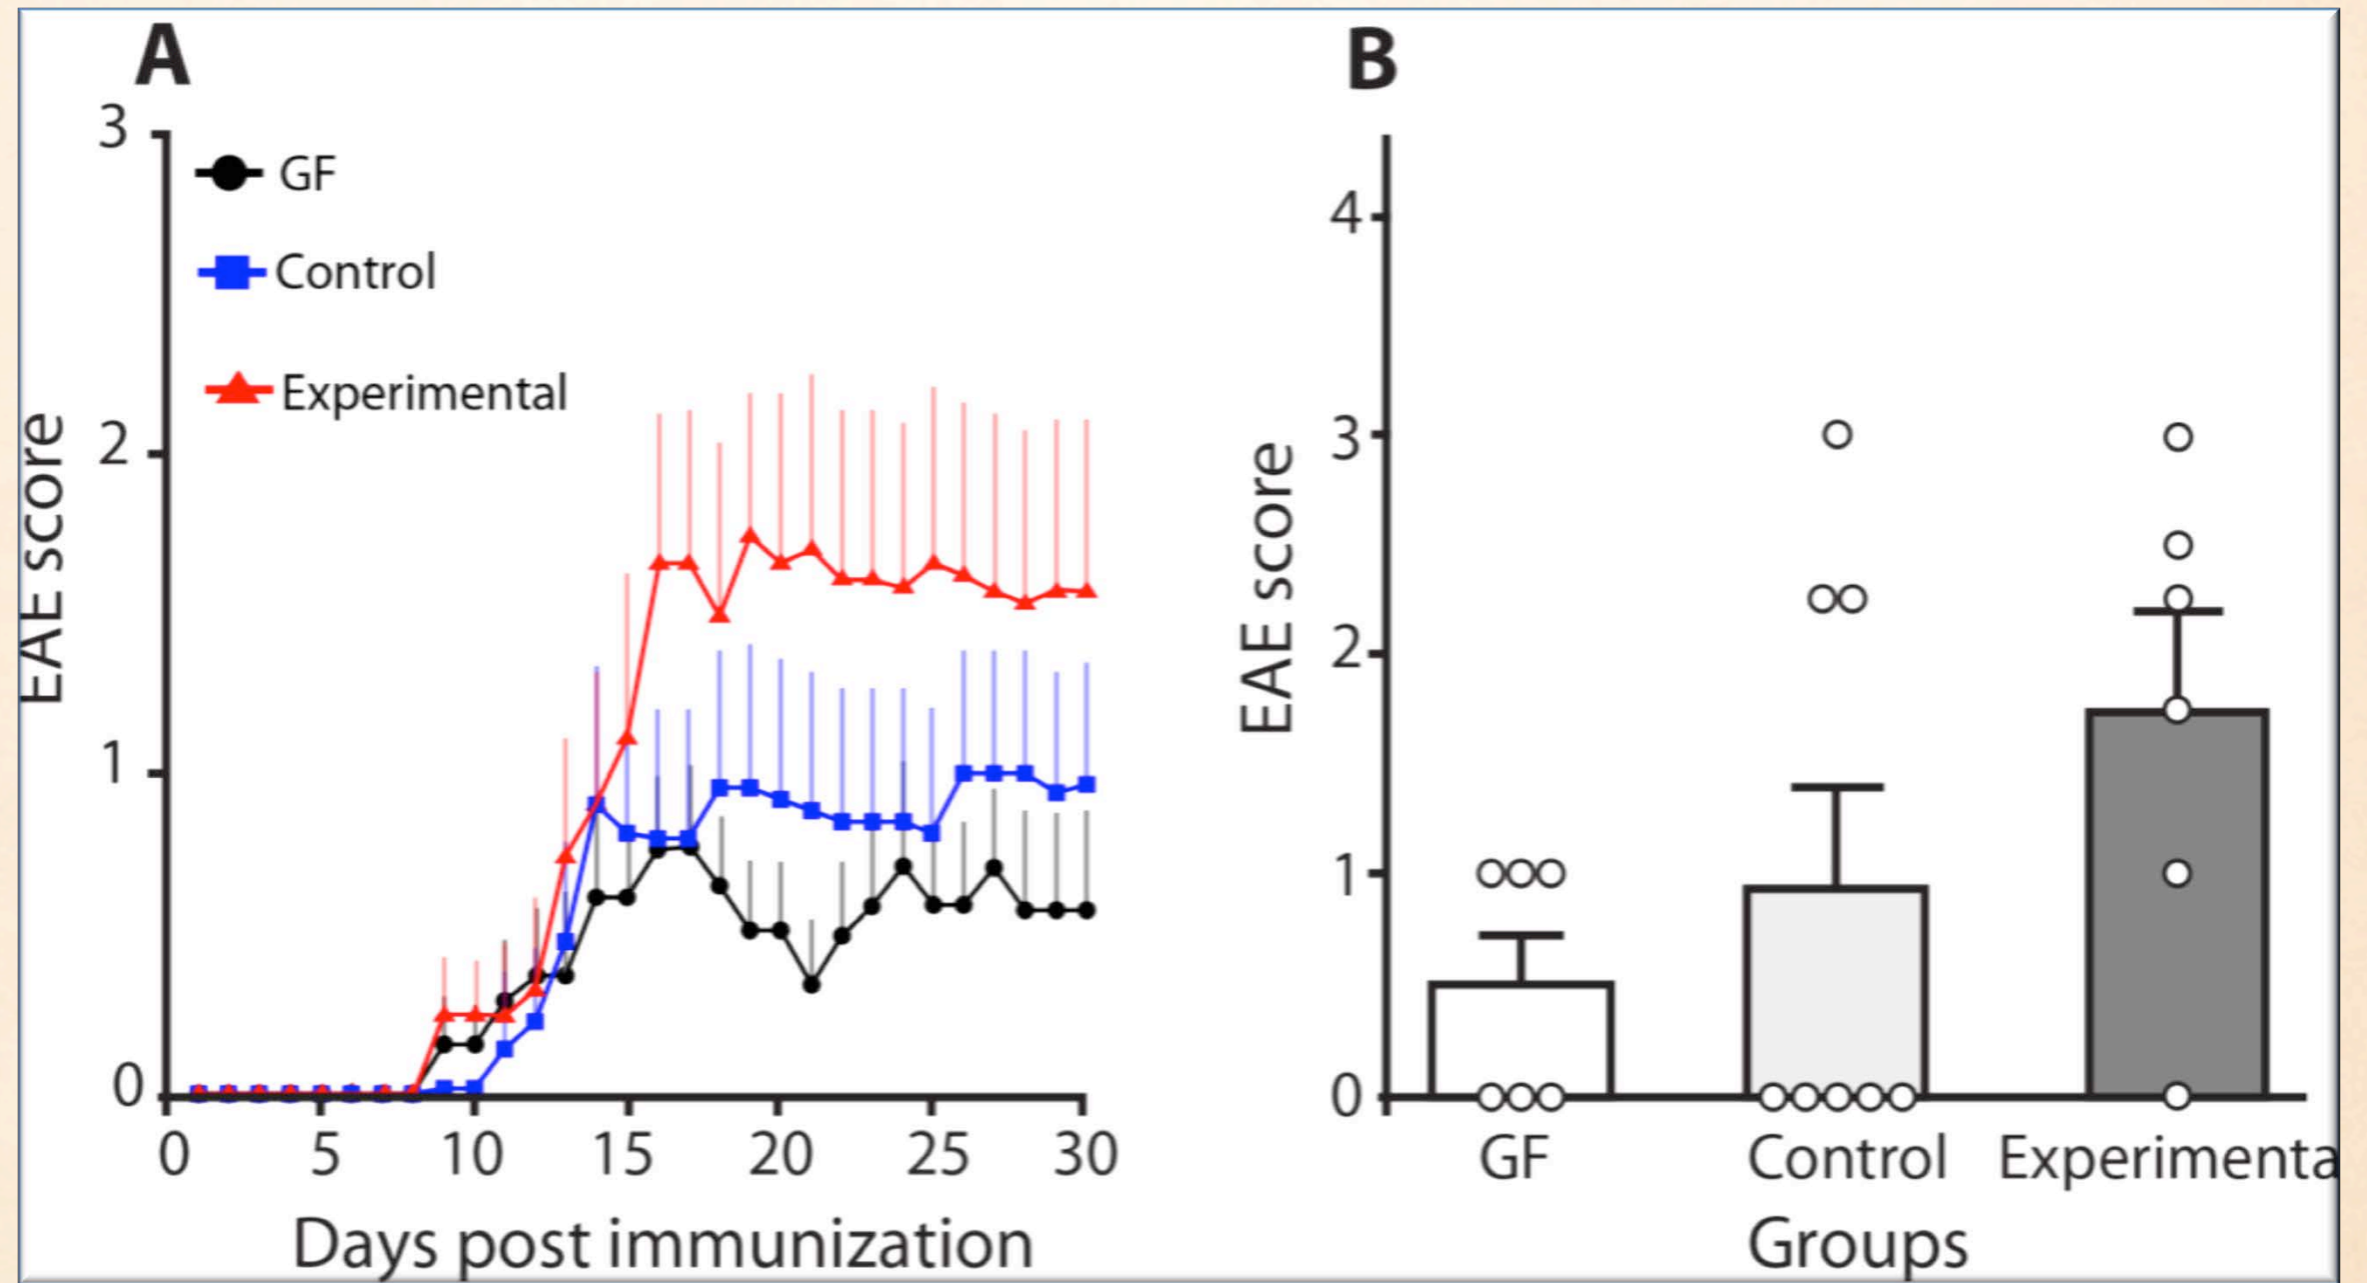 A
3
GF
Control
Experimental
2
1
0
EAE score
0 5 10 15 20 25 30
Days post immunization
B
4
3
2
1
0
EAE score
GF Control Experimenta
Groups